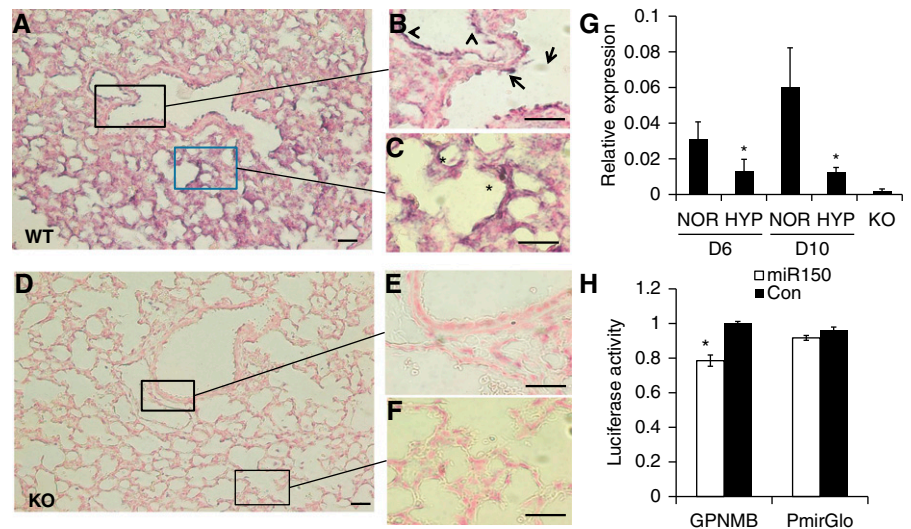 A
WT
B
C
*
*
D
KO
E
F
G
Relative expression
0.1
0.08
0.06
0.04
0.02
0
*
*
NOR HYP NOR HYP KO
D6 D10
H
miR150
Con
Luciferase activity
1.2
1
0.8
0.6
0.4
0.2
0
*
GPNMB PmirGlo